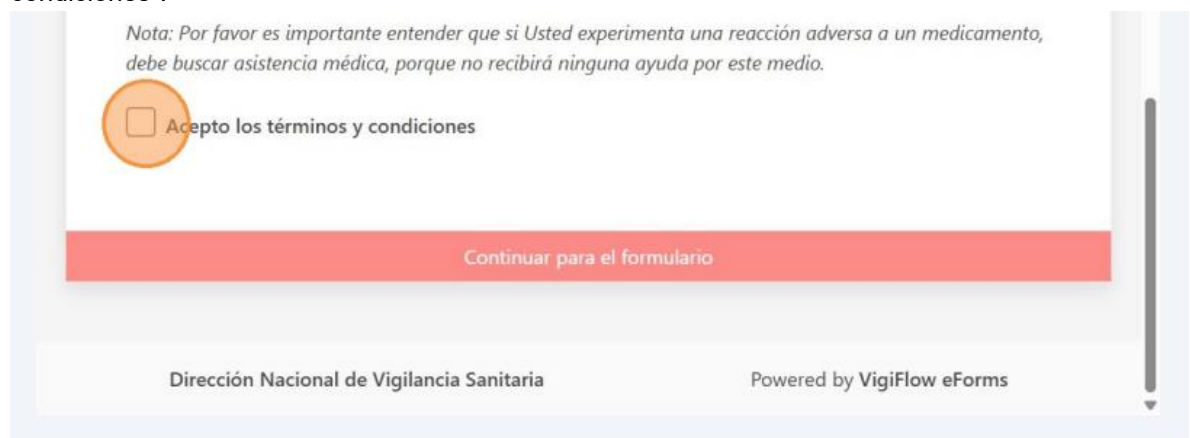 condiciones".
Nota: Por favor es importante entender que si Usted experimenta una reacción adversa a un medicamento,
debe buscar asistencia médica, porque no recibirá ninguna ayuda por este medio.
Acepto los términos y condiciones
Continuar para el formulario
Dirección Nacional de Vigilancia Sanitaria
Powered by VigiFlow eForms